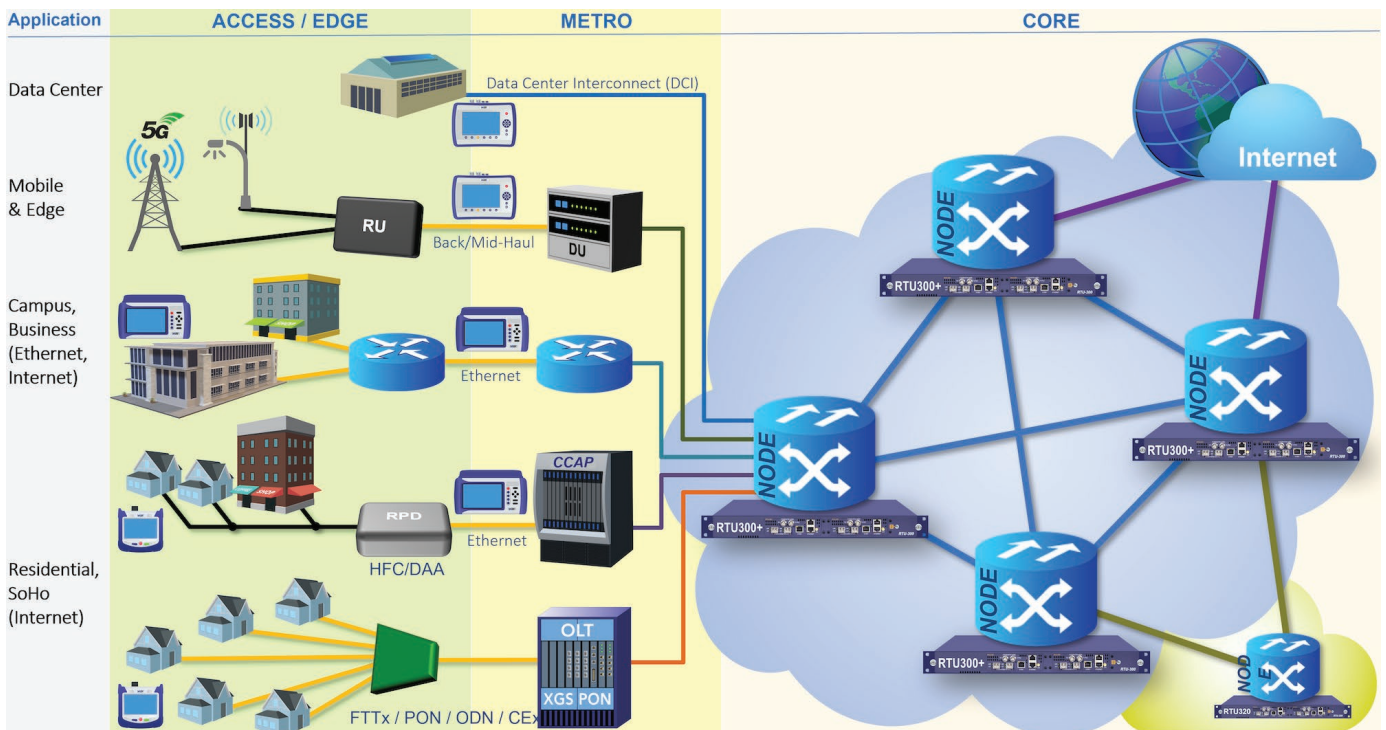 Application
ACCESS / EDGE
METRO
CORE
Data Center
Data Center Interconnect (DCI)
5G
Mobile
& Edge
RU
Back/Mid-Haul
DU
Internet
NODE
RTU300+
Campus,
Business
(Ethernet,
Internet)
Ethernet
NODE
RTU300+
NODE
RTU300+
SHOP
CCAP
RPD
Ethernet
HFC/DAA
NODE
RTU300+
Residential,
SoHo
(Internet)
OLT
XGS PON
FTTx / PON / ODN / CEx
NOD
E
RTU320